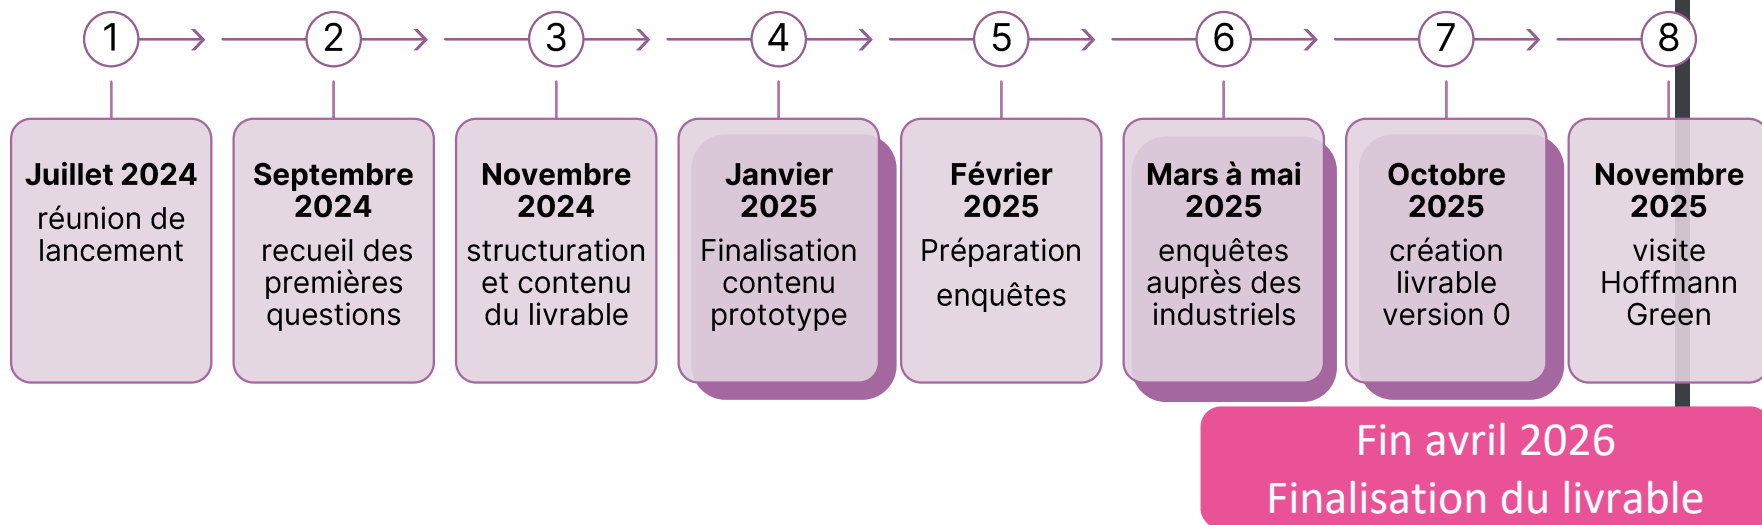 1
2
3
4
5
6
7
8
Juillet 2024
réunion de
lancement
Septembre
2024
recueil des
premières
questions
Novembre
2024
structuration
et contenu
du livrable
Janvier
2025
Finalisation
contenu
prototype
Février
2025
Préparation
enquêtes
Mars à mai
2025
enquêtes
auprès des
industriels
Octobre
2025
création
livrable
version 0
Novembre
2025
visite
Hoffmann
Green
Fin avril 2026
Finalisation du livrable